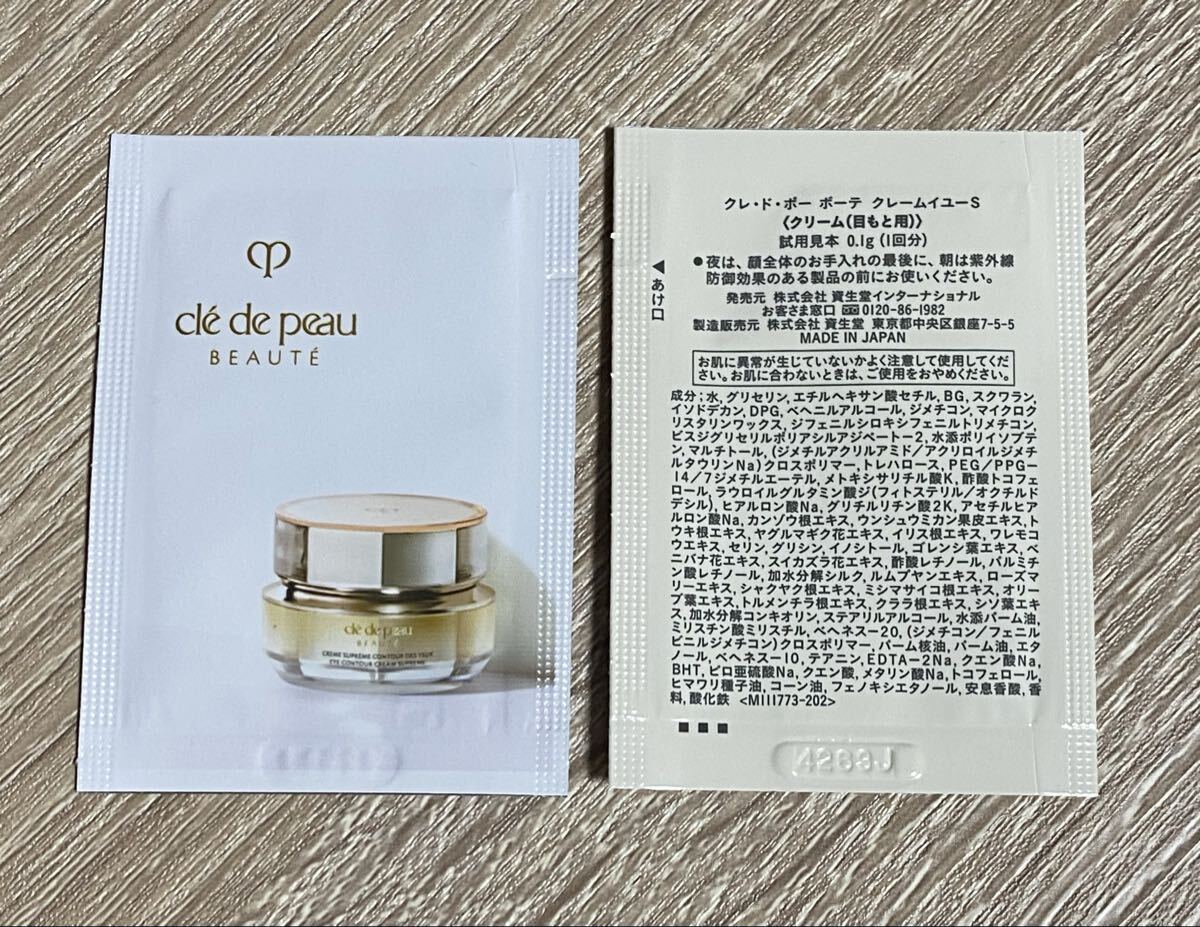 clé de peau
BEAUTÉ
clé de peau
BEAUTÉ
CRÈME SUPRÊME CONTOUR DES YEUX
EYE CONTOUR CREAM SUPREME
クレ・ド・ポー ボーテ クレームイユーS
〈クリーム(目もと用)〉
試用見本 0.1g (1回分)
●夜は、顔全体のお手入れの最後に、朝は紫外線
防御効果のある製品の前にお使いください。
◀あけ口
発売元 株式会社 資生堂インターナショナル
お客さま窓口 0120-86-1982
製造販売元 株式会社 資生堂 東京都中央区銀座7-5-5
MADE IN JAPAN
お肌に異常が生じていないかよく注意して使用してくだ
さい。お肌に合わないときは、ご使用をおやめください。
成分;水, グリセリン, エチルヘキサン酸セチル, BG, スクワラン,
イソドデカン, DPG, ベヘニルアルコール, ジメチコン, マイクロク
リスタリンワックス, ジフェニルシロキシフェニルトリメチコン,
ビスジグリセリルポリアシルアジペート-2, 水添ポリイソブテ
ン, マルチトール, (ジメチルアクリルアミド/アクリロイルジメチ
ルタウリンNa)クロスポリマー, トレハロース, PEG/PPG-
14/7ジメチルエーテル, メトキシサリチル酸K, 酢酸トコフェ
ロール, ラウロイルグルタミン酸ジ(フィトステリル/オクチルド
デシル), ヒアルロン酸Na, グリチルリチン酸2K, アセチルヒア
ルロン酸Na, カンゾウ根エキス, ウンシュウミカン果皮エキス, ト
ウキ根エキス, ヤグルマギク花エキス, イリス根エキス, ワレモコ
ウエキス, セリン, グリシン, イノシトール, ゴレンシ葉エキス, ベ
ニバナ花エキス, スイカズラ花エキス, 酢酸レチノール, パルミチ
ン酸レチノール, 加水分解シルク, ルムプヤンエキス, ローズマ
リーエキス, シャクヤク根エキス, ミシマサイコ根エキス, オリー
ブ葉エキス, トルメンチラ根エキス, クララ根エキス, シソ葉エキ
ス, 加水分解コンキオリン, ステアリルアルコール, 水添パーム油,
ミリスチン酸ミリスチル, ベヘネス-20, (ジメチコン/フェニル
ビニルジメチコン)クロスポリマー, パーム核油, パーム油, エタ
ノール, ベヘネス-10, テアニン, EDTA-2Na, クエン酸Na,
BHT, ピロ亜硫酸Na, クエン酸, メタリン酸Na, トコフェロール,
ヒマワリ種子油, コーン油, フェノキシエタノール, 安息香酸, 香
料, 酸化鉄 <M111773-202>
4263J